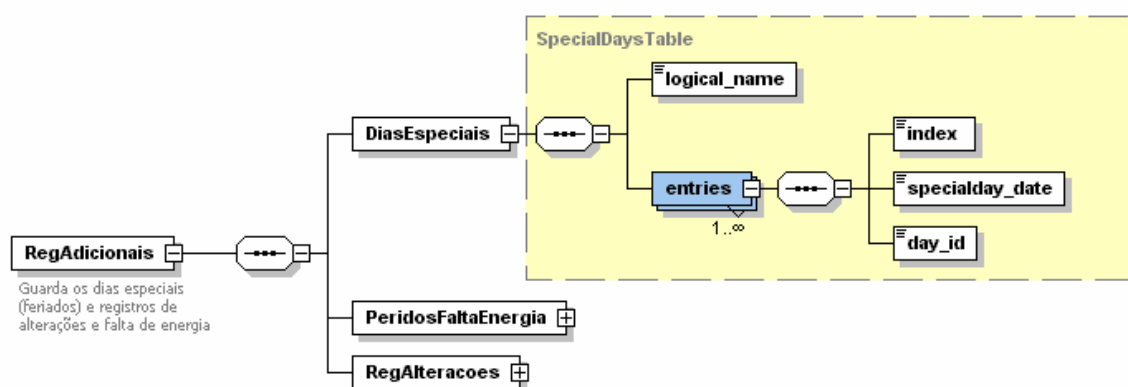 SpecialDaysTable
logical_name
DiasEspeciais
index
entries
specialday_date
1..∞
day_id
RegAdicionais
Guarda os dias especiais
(feriados) e registros de
alterações e falta de energia
PeridosFaltaEnergia
RegAlteracoes